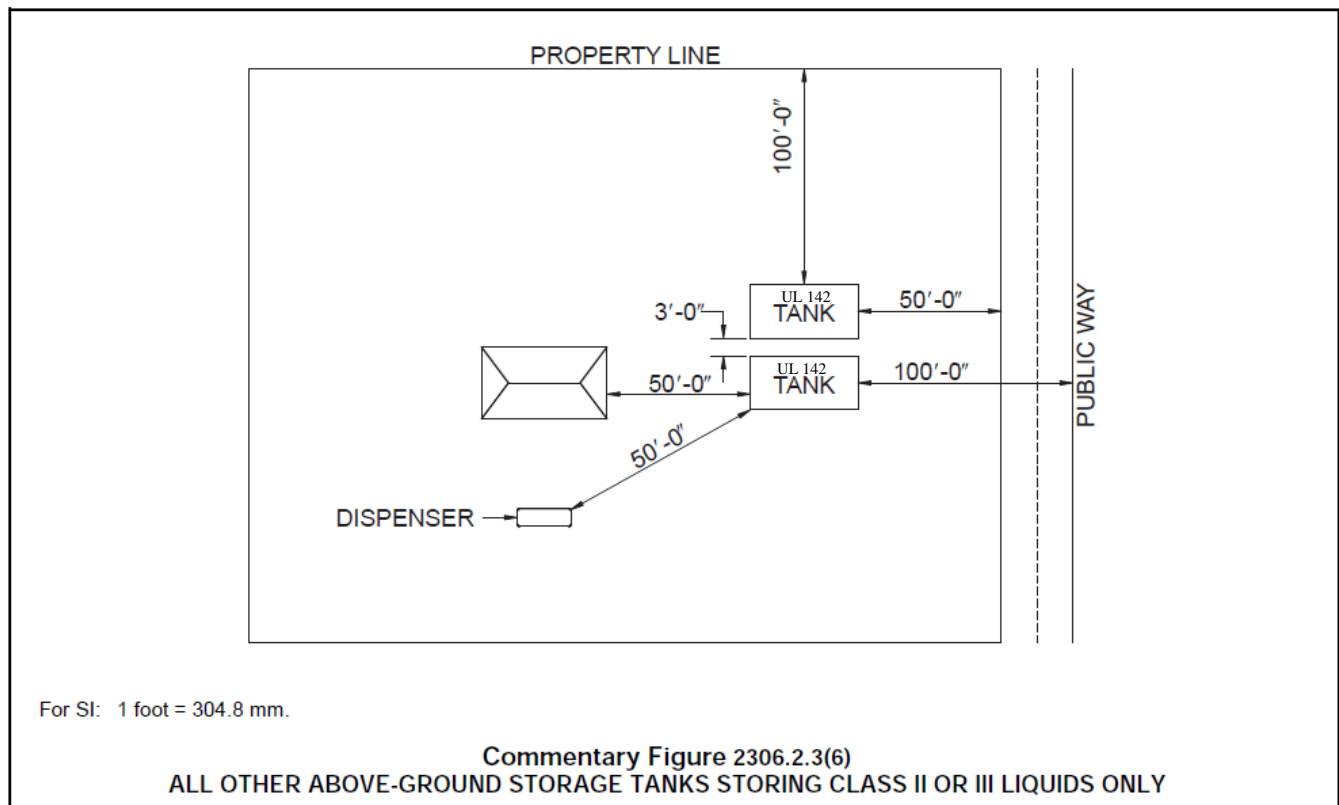 PROPERTY LINE
100'-0"
UL 142
TANK
50'-0"
3'-0"
UL 142
TANK
50'-0"
100'-0"
PUBLIC WAY
50'-0"
DISPENSER
For SI: 1 foot = 304.8 mm.
Commentary Figure 2306.2.3(6)
ALL OTHER ABOVE-GROUND STORAGE TANKS STORING CLASS II OR III LIQUIDS ONLY